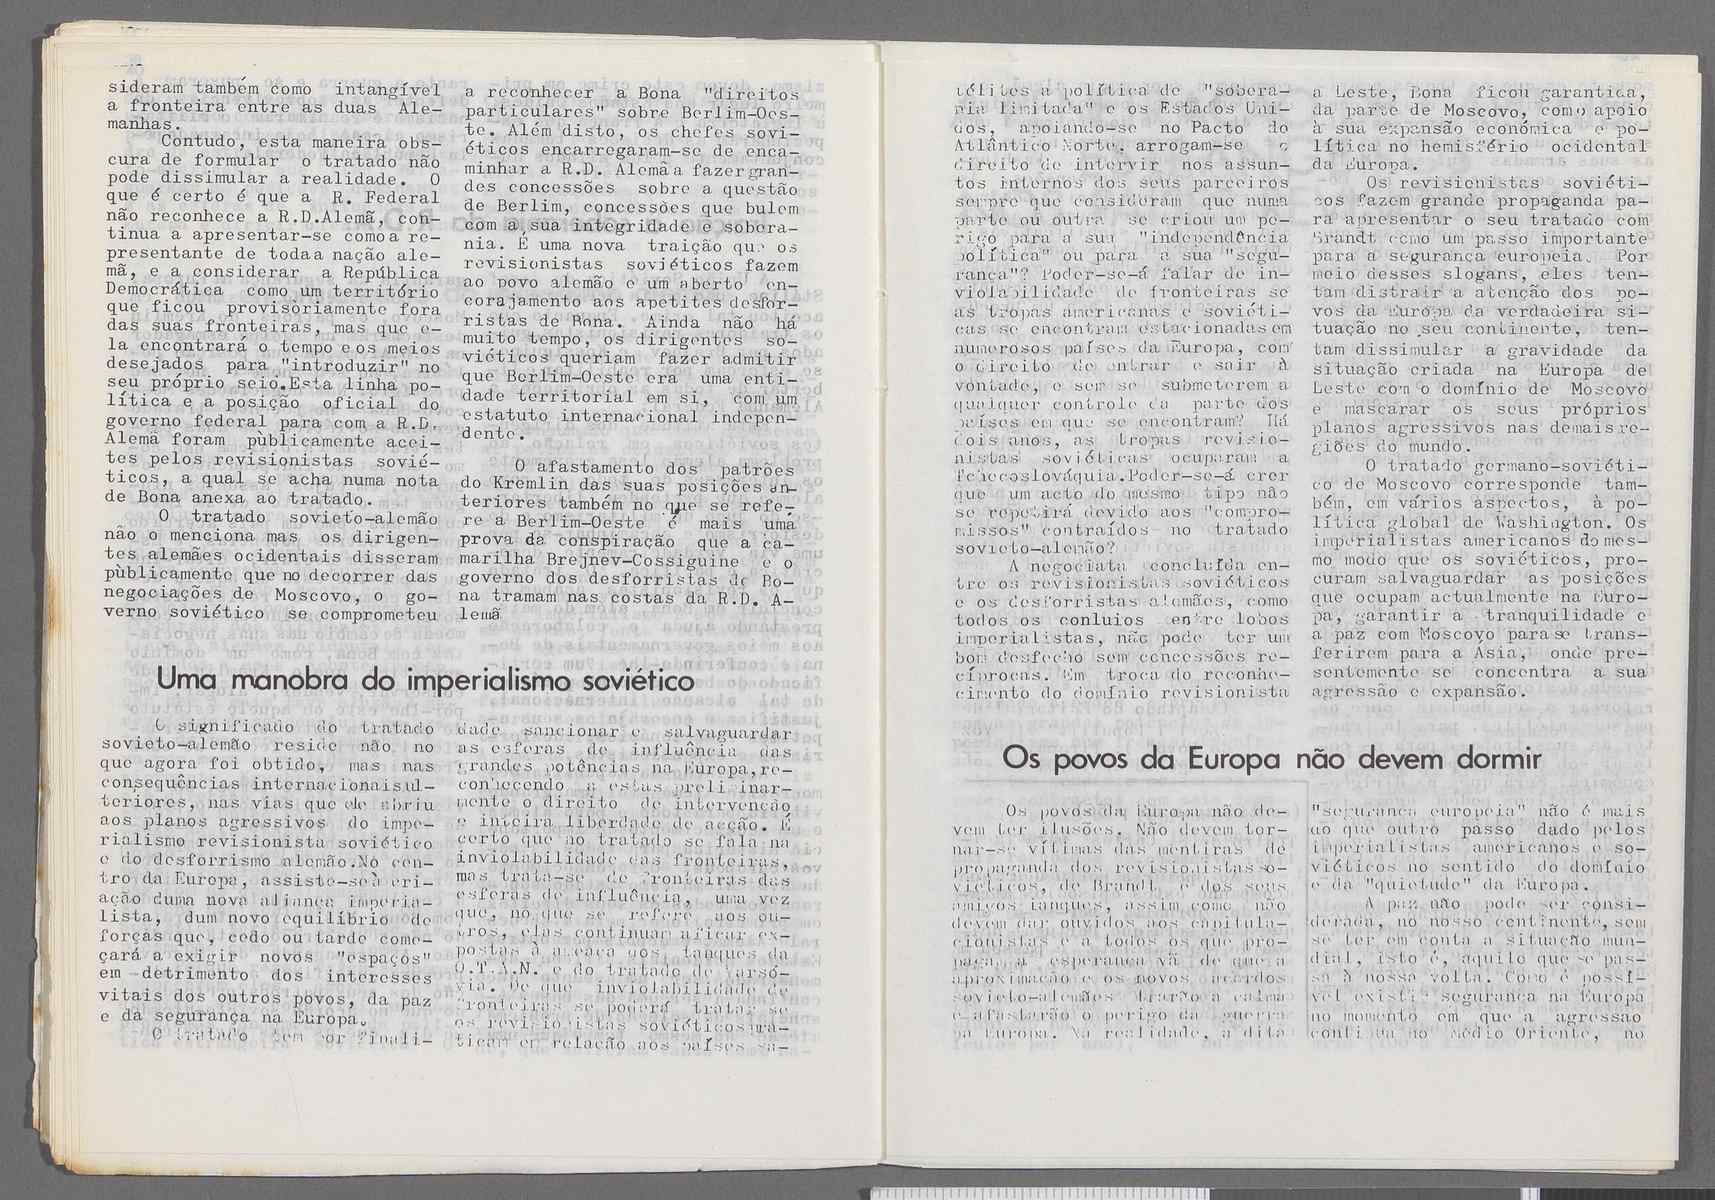 sideram também como intangível
a fronteira entre as duas Ale-
manhas.
Contudo, esta maneira obs-
cura de formular o tratado não
pode dissimular a realidade. O
que é certo é que a R. Federal
não reconhece a R.D.Alemã, con-
tinua a apresentar-se como a re-
presentante de toda a nação ale-
mã, e a considerar a República
Democrática como um território
que ficou provisòriamente fora
das suas fronteiras, mas que e-
la encontrará o tempo e os meios
desejados para "introduzir" no
seu próprio seio. Esta linha po-
lítica e a posição oficial do
governo federal para com a R.D.
Alemã foram pùblicamente acei-
tes pelos revisionistas sovié-
ticos, a qual se acha numa nota
de Bona anexa ao tratado.
O tratado sovieto-alemão
não o menciona mas os dirigen-
tes alemães ocidentais disseram
pùblicamente que no decorrer das
negociações de Moscovo, o go-
verno soviético se comprometeu
a reconhecer a Bona "direitos
particulares" sobre Berlim-Oes-
te. Além disto, os chefes sovi-
éticos encarregaram-se de enca-
minhar a R.D. Alemã a fazer gran-
des concessões sobre a questão
de Berlim, concessões que bulem
com a sua integridade e sobera-
nia. É uma nova traição que os
revisionistas soviéticos fazem
ao povo alemão e um aberto en-
corajamento aos apetites desfor-
ristas de Bona. Ainda não há
muito tempo, os dirigentes so-
viéticos queriam fazer admitir
que Berlim-Oeste era uma enti-
dade territorial em si, com um
estatuto internacional indepen-
dente.
O afastamento dos patrões
do Kremlin das suas posições an-
teriores também no que se refe-
re a Berlim-Oeste é mais uma
prova da conspiração que a ca-
marilha Brejnev-Cossiguine e o
governo dos desforristas de Bo-
na tramam nas costas da R.D. A-
lemã
Uma manobra do imperialismo soviético
O significado do tratado
sovieto-alemão reside não no
que agora foi obtido, mas nas
consequências internacionais ul-
teriores, nas vias que ele abriu
aos planos agressivos do impe-
rialismo revisionista soviético
e do desforrismo alemão. No cen-
tro da Europa, assiste-se à cri-
ação duma nova aliança imperia-
lista, dum novo equilíbrio de
forças que, cedo ou tarde come-
çará a exigir novos "espaços"
em detrimento dos interesses
vitais dos outros povos, da paz
e da segurança na Europa.
O tratado tem por finali-
dade sancionar e salvaguardar
as esferas de influência das
grandes potências na Europa, re-
conhecendo a estas preliminar-
mente o direito de intervenção
e inteira liberdade de acção. É
certo que no tratado se fala na
inviolabilidade das fronteiras,
mas trata-se de fronteiras das
esferas de influência, uma vez
que, no que se refere aos ou-
tros, elas continuam a ficar ex-
postas à ameaça dos tanques da
O.T.A.N. e do tratado de Varsó-
via. De que inviolabilidade de
fronteiras se poderá tratar se
os revisionistas soviéticos pra-
ticam em relação aos países sa-
télites a política de "sobera-
nia limitada" e os Estados Uni-
dos, apoiando-se no Pacto do
Atlântico Norte, arrogam-se o
direito de intervir nos assun-
tos internos dos seus parceiros
sempre que consideram que numa
parte ou outra se criou um pe-
rigo para a sua "independência
política" ou para a sua "segu-
rança"? Poder-se-á falar de in-
violabilidade de fronteiras se
as tropas americanas e soviéti-
cas se encontram estacionadas em
numerosos países da Europa, com
o direito de entrar e sair à
vontade, e sem se submeterem a
qualquer controle da parte dos
países em que se encontram? Há
dois anos, as tropas revisio-
nistas soviéticas ocuparam a
Tchecoslováquia. Poder-se-á crer
que um acto do mesmo tipo não
se repetirá devido aos "compro-
missos" contraídos no tratado
sovieto-alemão?
A negociata concluída en-
tre os revisionistas soviéticos
e os desforristas alemães, como
todos os conluios entre lobos
imperialistas, não pode ter um
bom desfecho sem concessões re-
cíprocas. Em troca do reconhe-
cimento do domínio revisionista
a Leste, Bona ficou garantida,
da parte de Moscovo, como apoio
à sua expansão económica e po-
lítica no hemisfério ocidental
da Europa.
Os revisionistas soviéti-
cos fazem grande propaganda pa-
ra apresentar o seu tratado com
Brandt como um passo importante
para a segurança europeia. Por
meio desses slogans, eles ten-
tam distrair a atenção dos po-
vos da Europa da verdadeira si-
tuação no seu continente, ten-
tam dissimular a gravidade da
situação criada na Europa de
Leste com o domínio de Moscovo
e mascarar os seus próprios
planos agressivos nas demais re-
giões do mundo.
O tratado germano-soviéti-
co de Moscovo corresponde tam-
bém, em vários aspectos, à po-
lítica global de Washington. Os
imperialistas americanos do mes-
mo modo que os soviéticos, pro-
curam salvaguardar as posições
que ocupam actualmente na Euro-
pa, garantir a tranquilidade e
a paz com Moscovo para se trans-
ferirem para a Ásia, onde pre-
sentemente se concentra a sua
agressão e expansão.
Os povos da Europa não devem dormir
Os povos da Europa não de-
vem ter ilusões. Não devem tor-
nar-se vítimas das mentiras de
propaganda dos revisionistas so-
viéticos, de Brandt e dos seus
amigos ianques, assim como não
devem dar ouvidos aos capitula-
cionistas e a todos os que pro-
pagam a esperança vã de que a
aproximação e os novos acordos
sovieto-alemães trarão a calma
e afastarão o perigo da guerra
na Europa. Na realidade, a dita
"segurança europeia" não é mais
do que outro passo dado pelos
imperialistas americanos e so-
viéticos no sentido do domínio
e da "quietude" da Europa.
A paz não pode ser consi-
derada, no nosso continente, sem
se ter em conta a situação mun-
dial, isto é, aquilo que se pas-
sa à nossa volta. Como é possí-
vel existir segurança na Europa
no momento em que a agressão
continua no Médio Oriente, no